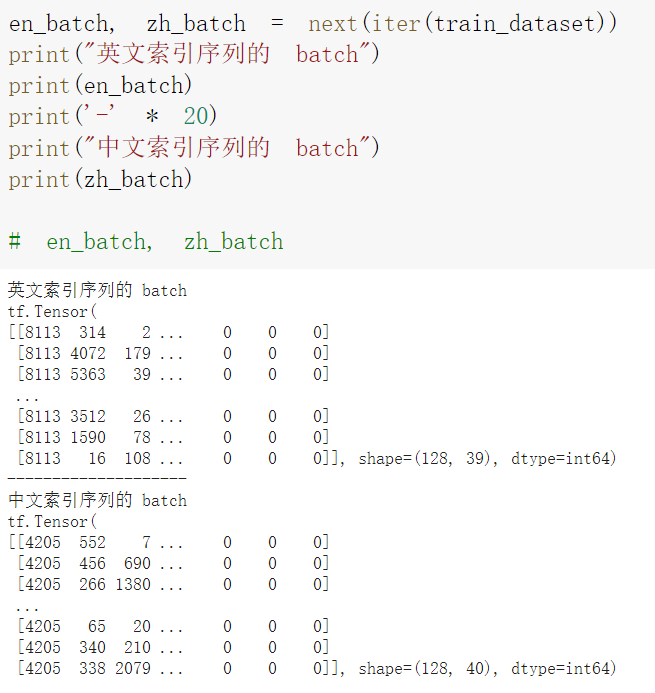 en_batch, zh_batch = next(iter(train_dataset))
print("英文索引序列的 batch")
print(en_batch)
print('-' * 20)
print("中文索引序列的 batch")
print(zh_batch)
# en_batch, zh_batch
英文索引序列的 batch
tf.Tensor(
[[8113 314 2 ... 0 0 0]
[8113 4072 179 ... 0 0 0]
[8113 5363 39 ... 0 0 0]
...
[8113 3512 26 ... 0 0 0]
[8113 1590 78 ... 0 0 0]
[8113 16 108 ... 0 0 0]], shape=(128, 39), dtype=int64)
--------------------
中文索引序列的 batch
tf.Tensor(
[[4205 552 7 ... 0 0 0]
[4205 456 690 ... 0 0 0]
[4205 266 1380 ... 0 0 0]
...
[4205 65 20 ... 0 0 0]
[4205 340 210 ... 0 0 0]
[4205 338 2079 ... 0 0 0]], shape=(128, 40), dtype=int64)